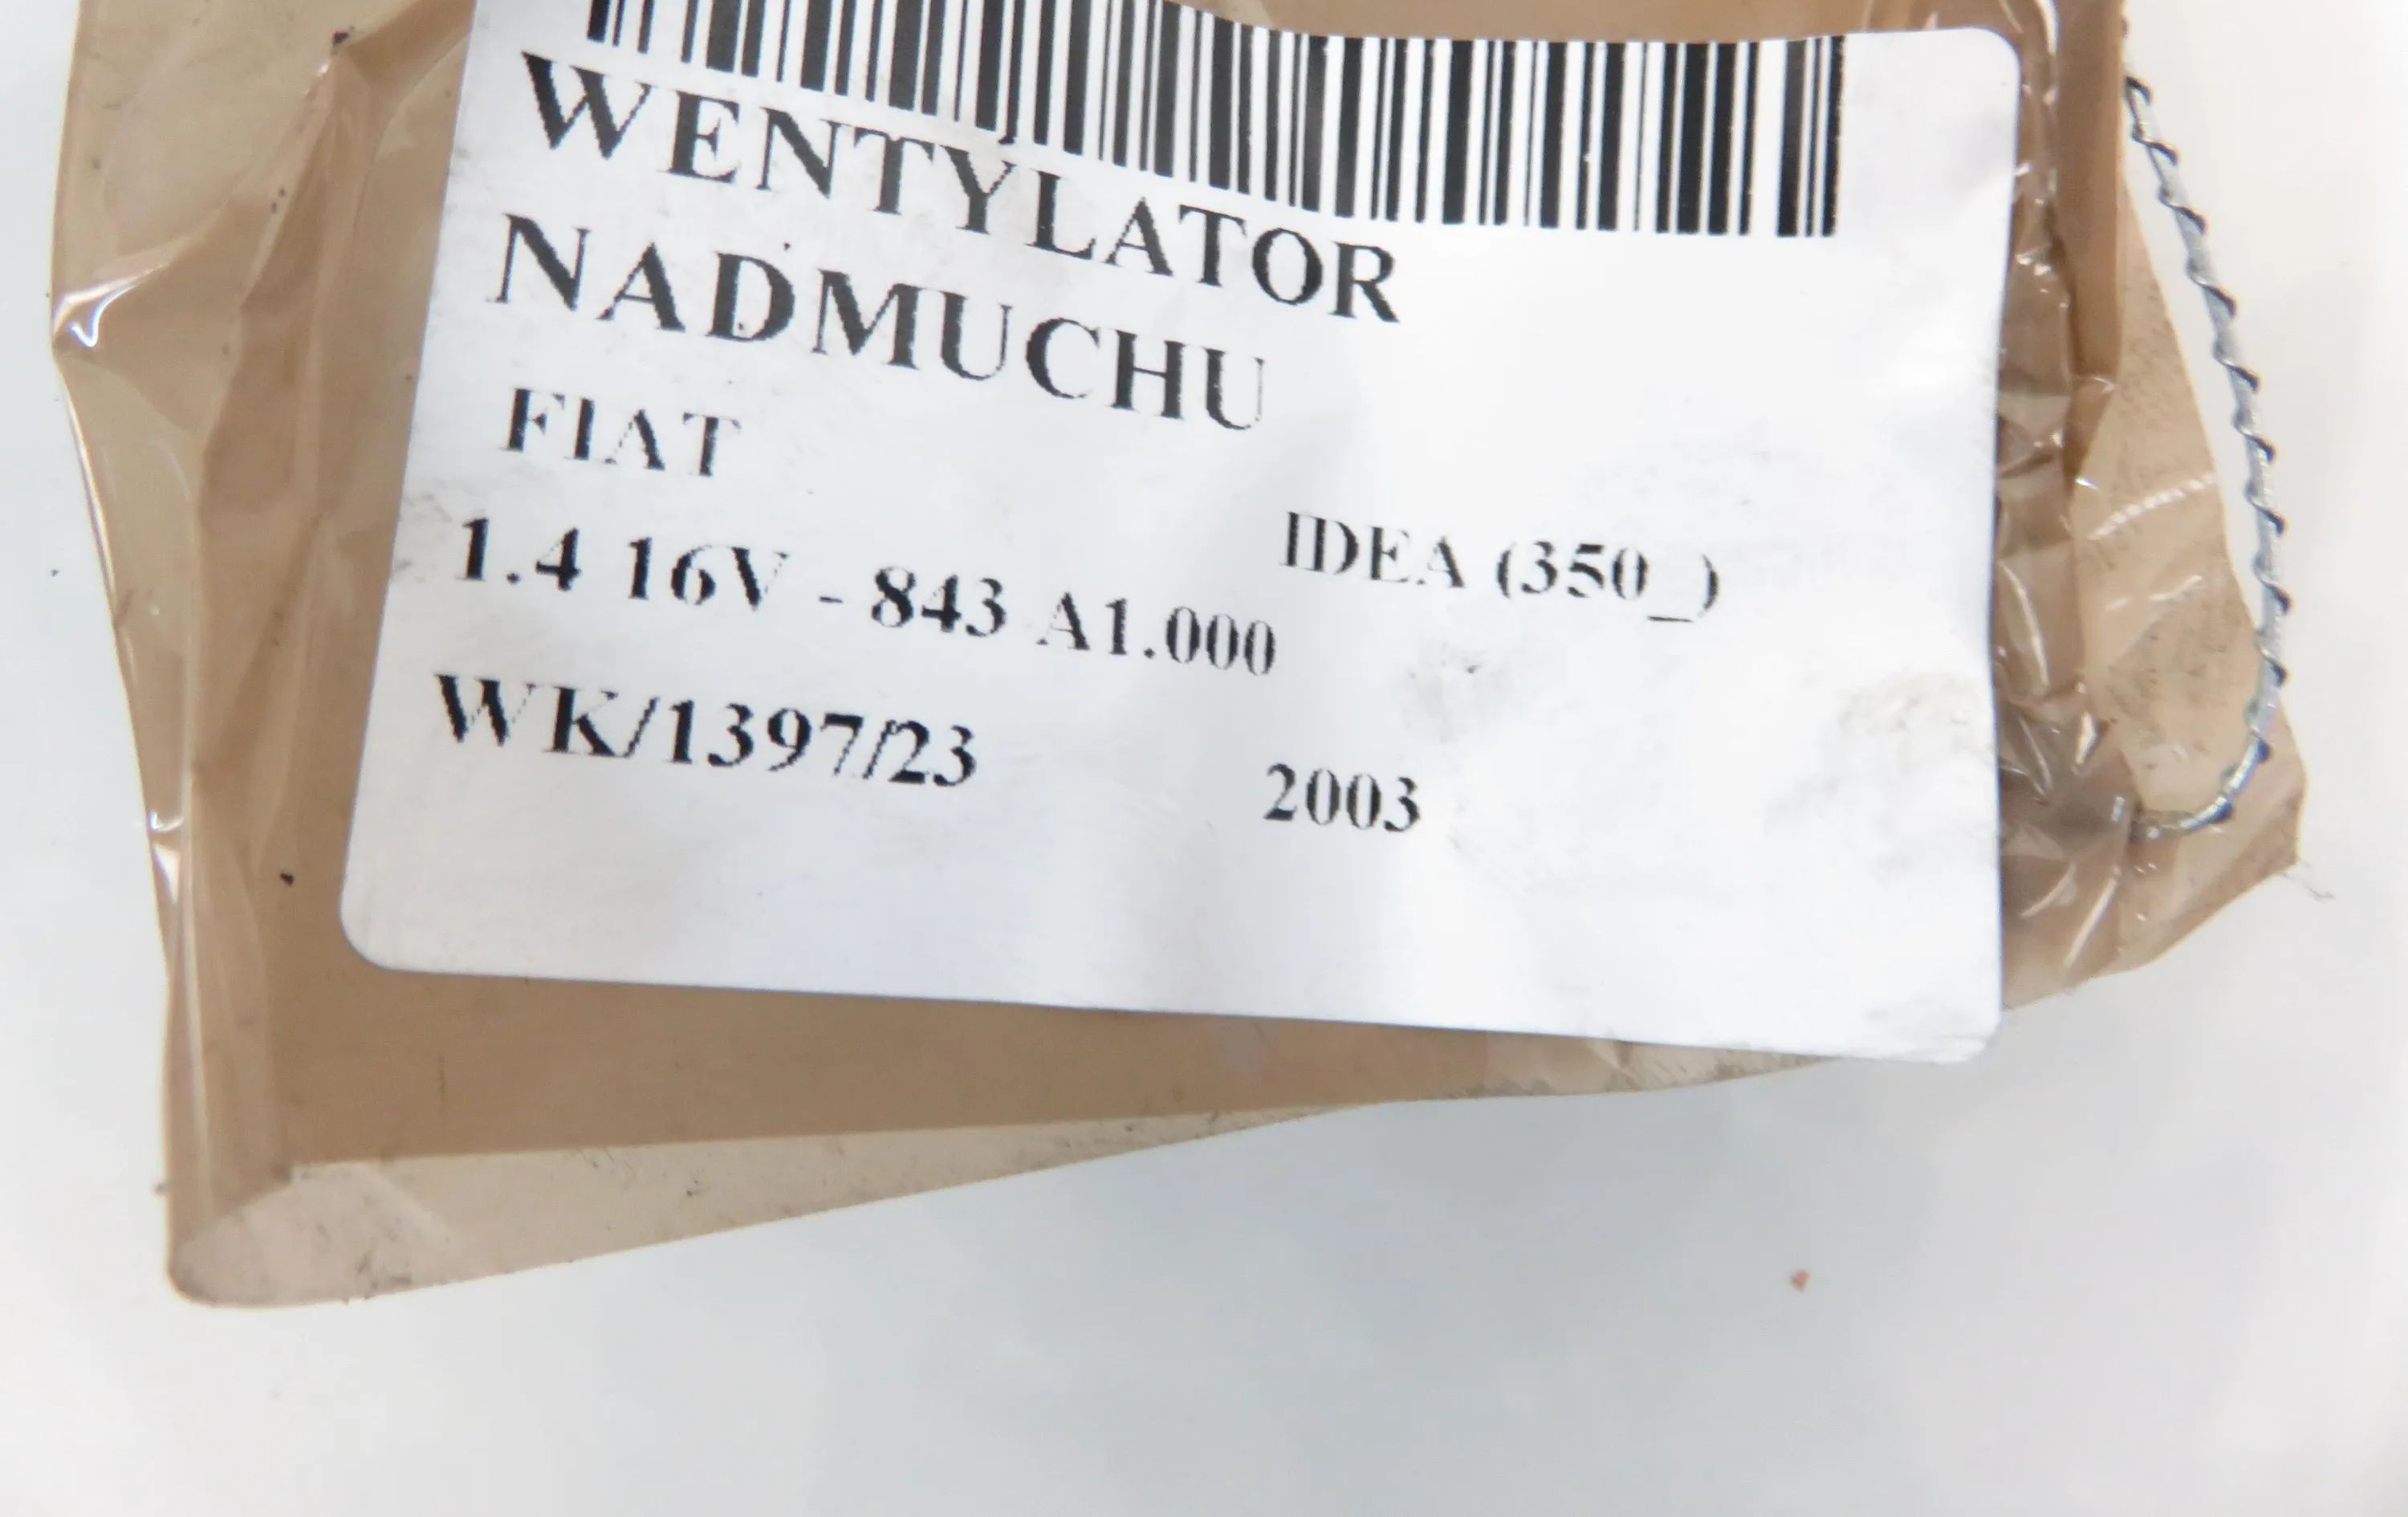 WENTYLATOR
NADMUCHU
FIAT
IDEA (350_)
1.4 16V - 843 A1.000
WK/1397/23
2003